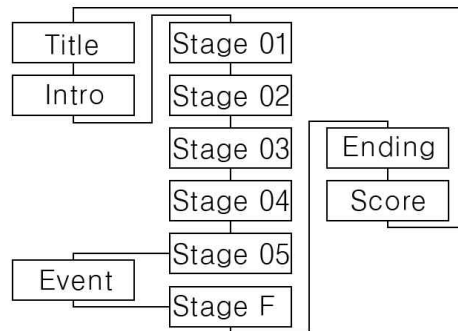 Title
Intro
Stage 01
Stage 02
Stage 03
Stage 04
Stage 05
Event
Stage F
Ending
Score